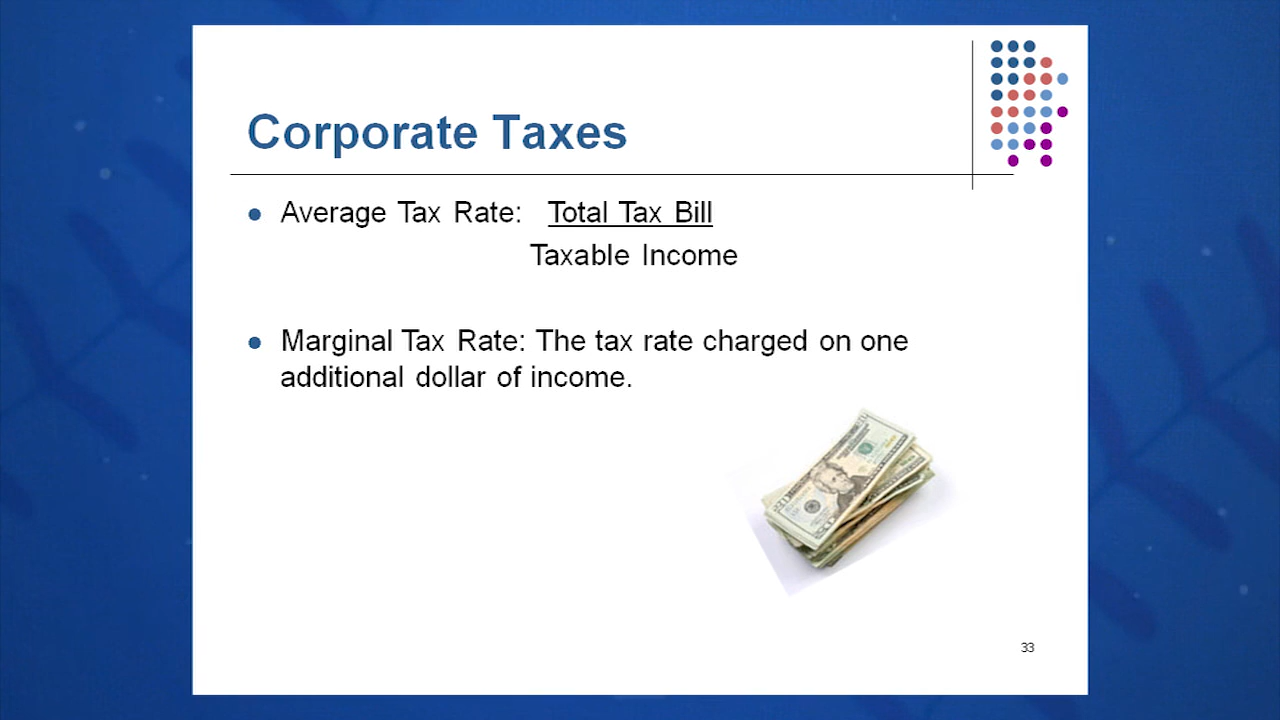 Corporate Taxes
Average Tax Rate: Total Tax Bill
Taxable Income
Marginal Tax Rate: The tax rate charged on one
additional dollar of income.
33